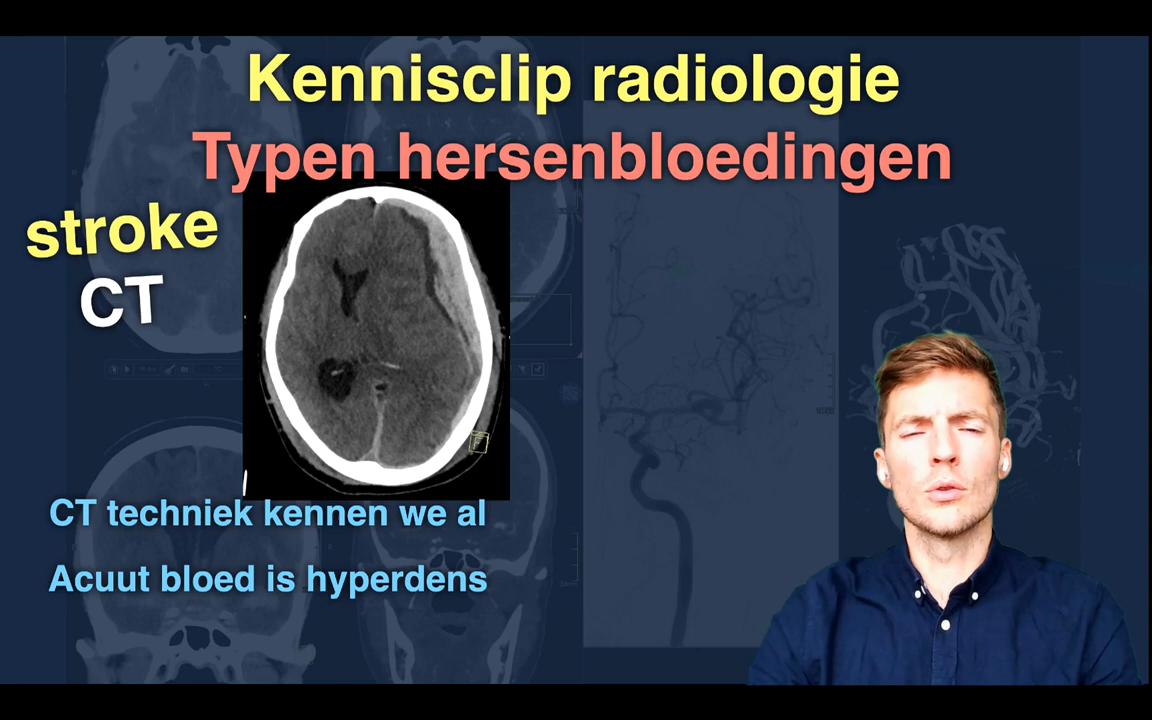 Kennisclip radiologie
Typen hersenbloedingen
stroke
CT
CT techniek kennen we al
Acuut bloed is hyperdens